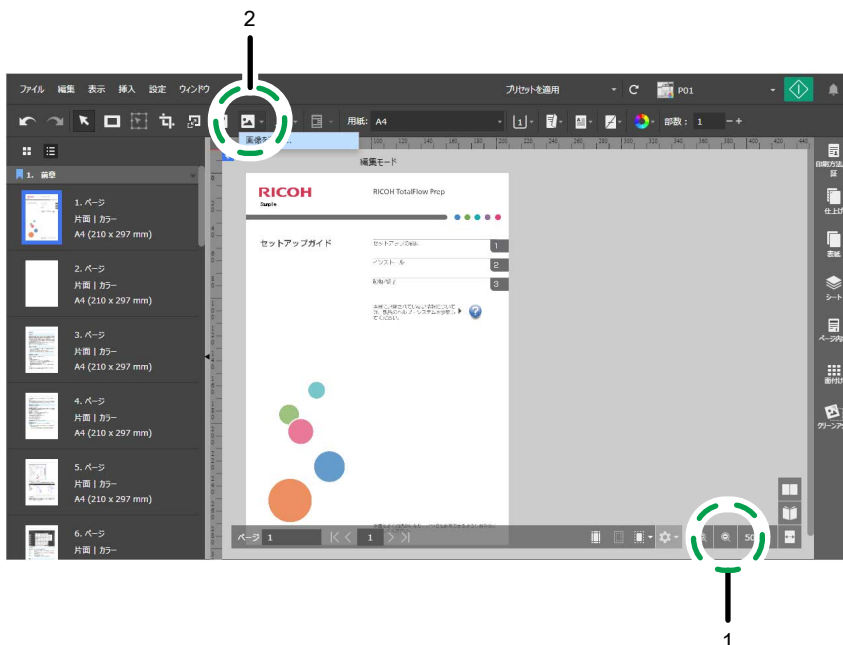 2
ファイル 編集 表示 挿入 設定 ウィンドウ プリセットを適用 P01
用紙: A4 部数: 1
編集モード
1. 前章
1. ページ
片面 | カラー
A4 (210 x 297 mm)
2. ページ
片面 | カラー
A4 (210 x 297 mm)
3. ページ
片面 | カラー
A4 (210 x 297 mm)
4. ページ
片面 | カラー
A4 (210 x 297 mm)
5. ページ
片面 | カラー
A4 (210 x 297 mm)
6. ページ
片面 | カラー
RICOH
RICOH TotalFlow Prep
セットアップガイド
1
インストール 2
3
ページ 1 1
表紙
シート
1